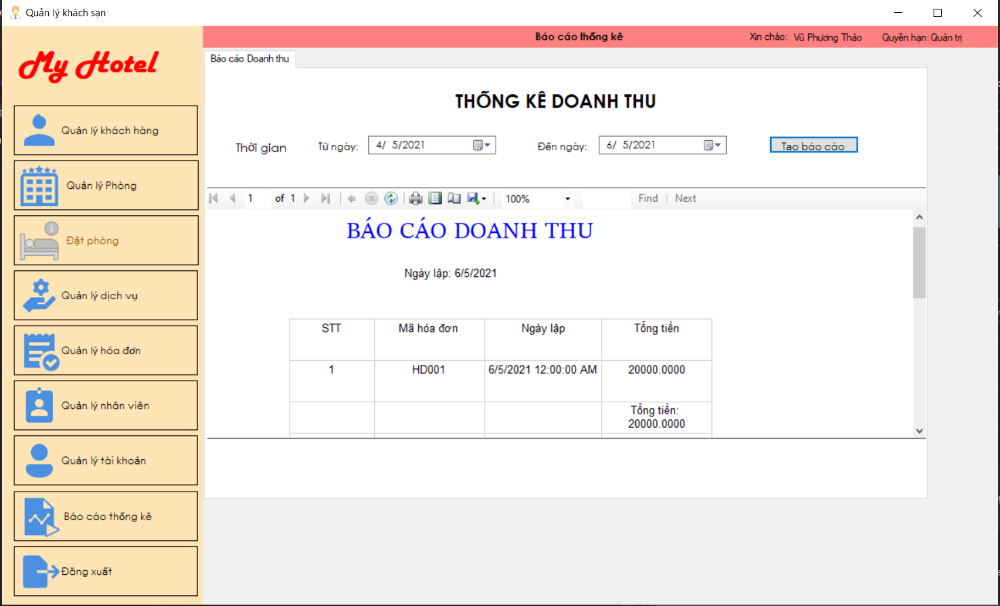 Quản lý khách sạn
My Hotel
Báo cáo thống kê
Xin chào: Vũ Phương Thảo
Quyền hạn: Quản trị
Quản lý khách hàng
Quản lý Phòng
Đặt phòng
Quản lý dịch vụ
Quản lý hóa đơn
Quản lý nhân viên
Quản lý tài khoản
Báo cáo thống kê
Đăng xuất
Báo cáo Doanh thu
THỐNG KÊ DOANH THU
Thời gian Từ ngày: 4/ 5/2021 Đến ngày: 6/ 5/2021 Tạo báo cáo
1 of 1 100% Find | Next
BÁO CÁO DOANH THU
Ngày lập: 6/5/2021
STT Mã hóa đơn Ngày lập Tổng tiền
1 HD001 6/5/2021 12:00:00 AM 20000.0000
Tổng tiền:
20000.0000